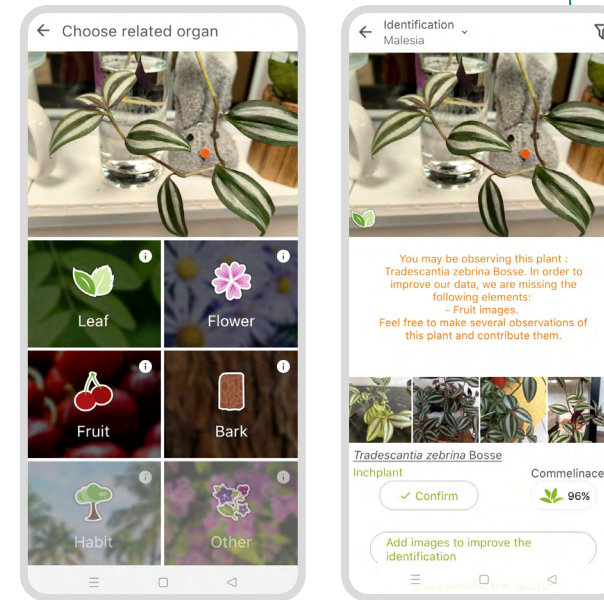 Choose related organ
Leaf
Flower
Fruit
Bark
Habit
Other
Identification
Malesia
You may be observing this plant :
Tradescantia zebrina Bosse. In order to
improve our data, we are missing the
following elements:
- Fruit images.
Feel free to make several observations of
this plant and contribute them.
Tradescantia zebrina Bosse
Inchplant
Commelinace
Confirm
96%
Add images to improve the
identification